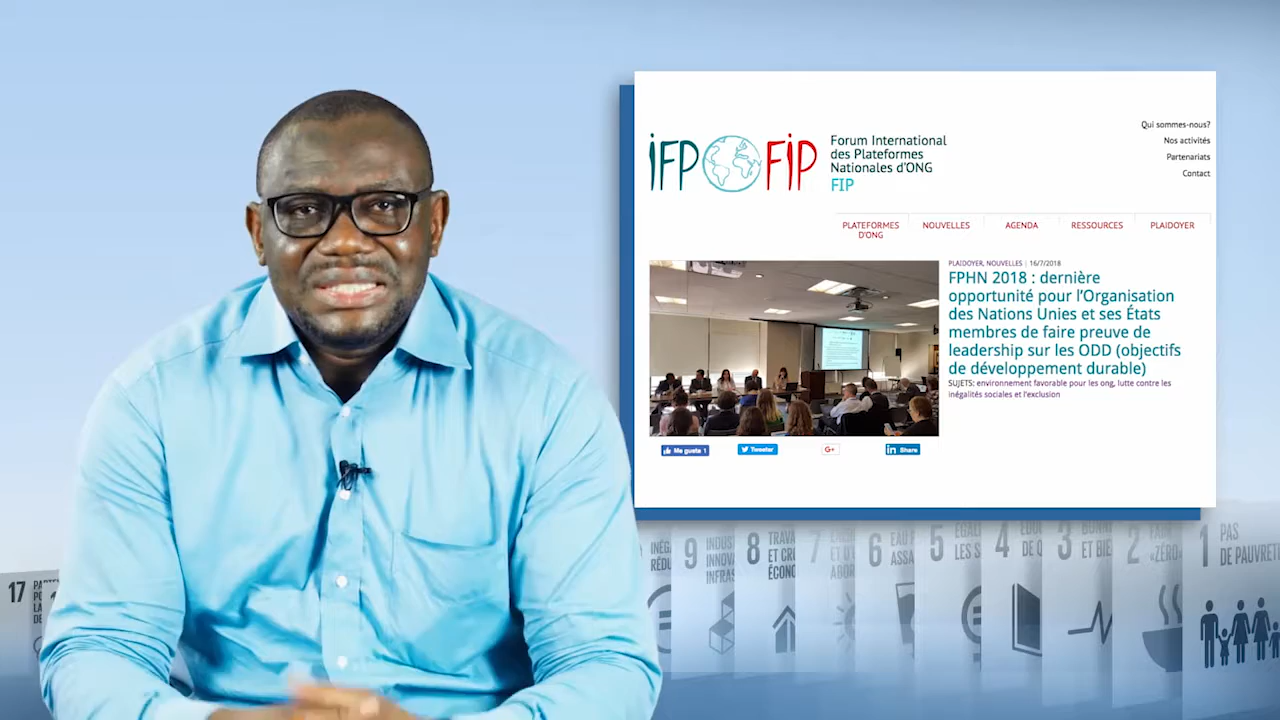 iFP FiP
Forum International
des Plateformes
Nationales d'ONG
FIP
Qui sommes-nous?
Nos activités
Partenariats
Contact
PLATEFORMES
D'ONG
NOUVELLES
AGENDA
RESSOURCES
PLAIDOYER
PLAIDOYER, NOUVELLES | 16/7/2018
FPHN 2018 : dernière
opportunité pour l'Organisation
des Nations Unies et ses États
membres de faire preuve de
leadership sur les ODD (objectifs
de développement durable)
SUJETS: environnement favorable pour les ong, lutte contre les
inégalités sociales et l'exclusion
Me gusta 1
Tweeter
G+
in Share
17
9
8
7
6
5
4
3
2
«ZÉRO»
1 PAS
DE PAUVRET